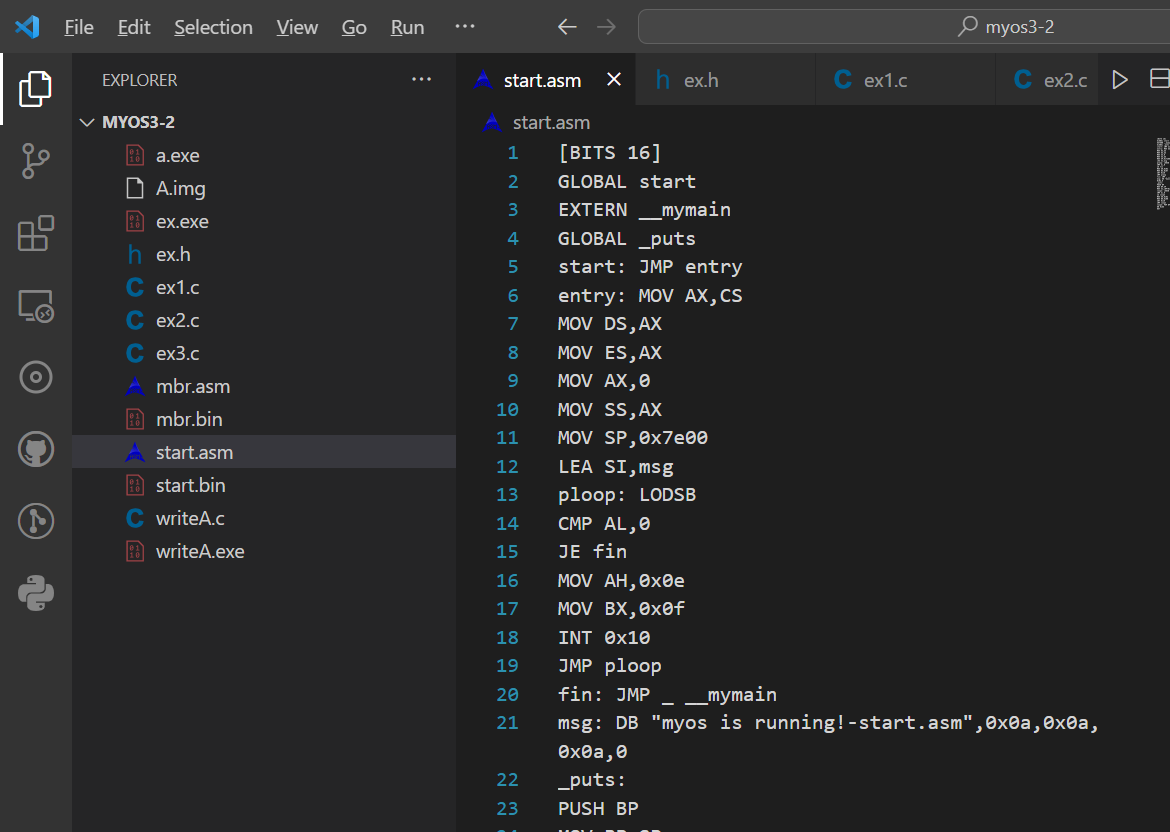 File Edit Selection View Go Run ··· ← → myos3-2
EXPLORER ···
MYOS3-2
a.exe
A.img
ex.exe
ex.h
ex1.c
ex2.c
ex3.c
mbr.asm
mbr.bin
start.asm
start.bin
writeA.c
writeA.exe
start.asm × h ex.h C ex1.c C ex2.c
start.asm
1 [BITS 16]
2 GLOBAL start
3 EXTERN __mymain
4 GLOBAL _puts
5 start: JMP entry
6 entry: MOV AX,CS
7 MOV DS,AX
8 MOV ES,AX
9 MOV AX,0
10 MOV SS,AX
11 MOV SP,0x7e00
12 LEA SI,msg
13 ploop: LODSB
14 CMP AL,0
15 JE fin
16 MOV AH,0x0e
17 MOV BX,0x0f
18 INT 0x10
19 JMP ploop
20 fin: JMP _ __mymain
21 msg: DB "myos is running!-start.asm",0x0a,0x0a,
0x0a,0
22 _puts:
23 PUSH BP